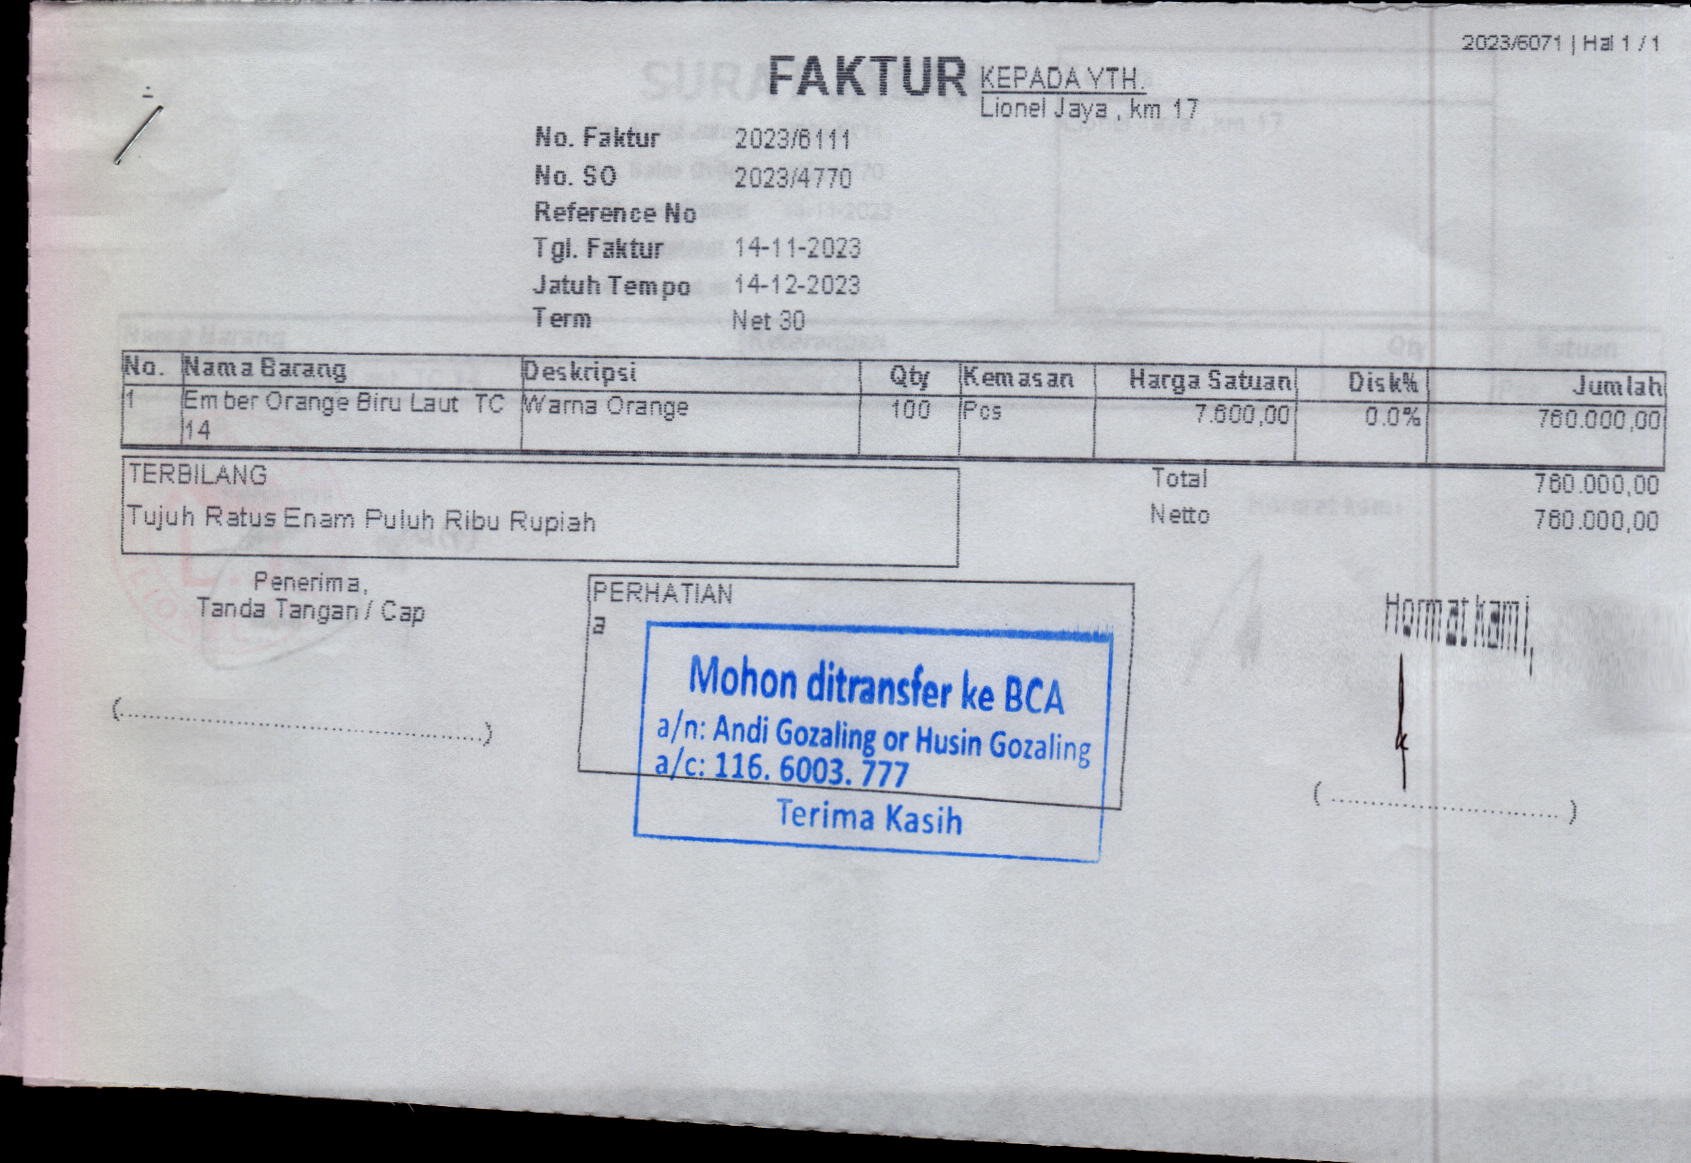 2023/6071 | Hal 1 / 1
FAKTUR
KEPADA YTH.
Lionel Jaya , km 17
No. Faktur 2023/6111
No. SO 2023/4770
Reference No
Tgl. Faktur 14-11-2023
Jatuh Tempo 14-12-2023
Term Net 30
No. Nama Barang Deskripsi Qty Kemasan Harga Satuan Disk% Jumlah
1 Ember Orange Biru Laut TC Warna Orange 100 Pcs 7.600,00 0.0% 760.000,00
14
TERBILANG
Tujuh Ratus Enam Puluh Ribu Rupiah
Total 760.000,00
Netto 760.000,00
Penerima,
Tanda Tangan / Cap
PERHATIAN
a
Hormat kami,
Mohon ditransfer ke BCA
a/n: Andi Gozaling or Husin Gozaling
a/c: 116. 6003. 777
Terima Kasih
(...............................................)
(...............................)